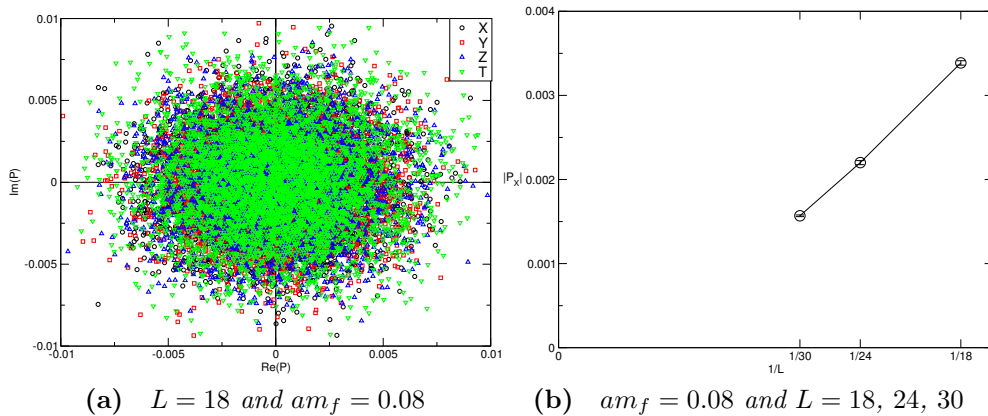 0.01
X
Y
Z
T
0.005
Im(P)
0
-0.005
-0.01
-0.01
-0.005
0
0.005
0.01
Re(P)
(a) L = 18 and am_f = 0.08
0.004
0.003
|P_X|
0.002
0.001
0
0
1/30
1/24
1/18
1/L
(b) am_f = 0.08 and L = 18, 24, 30